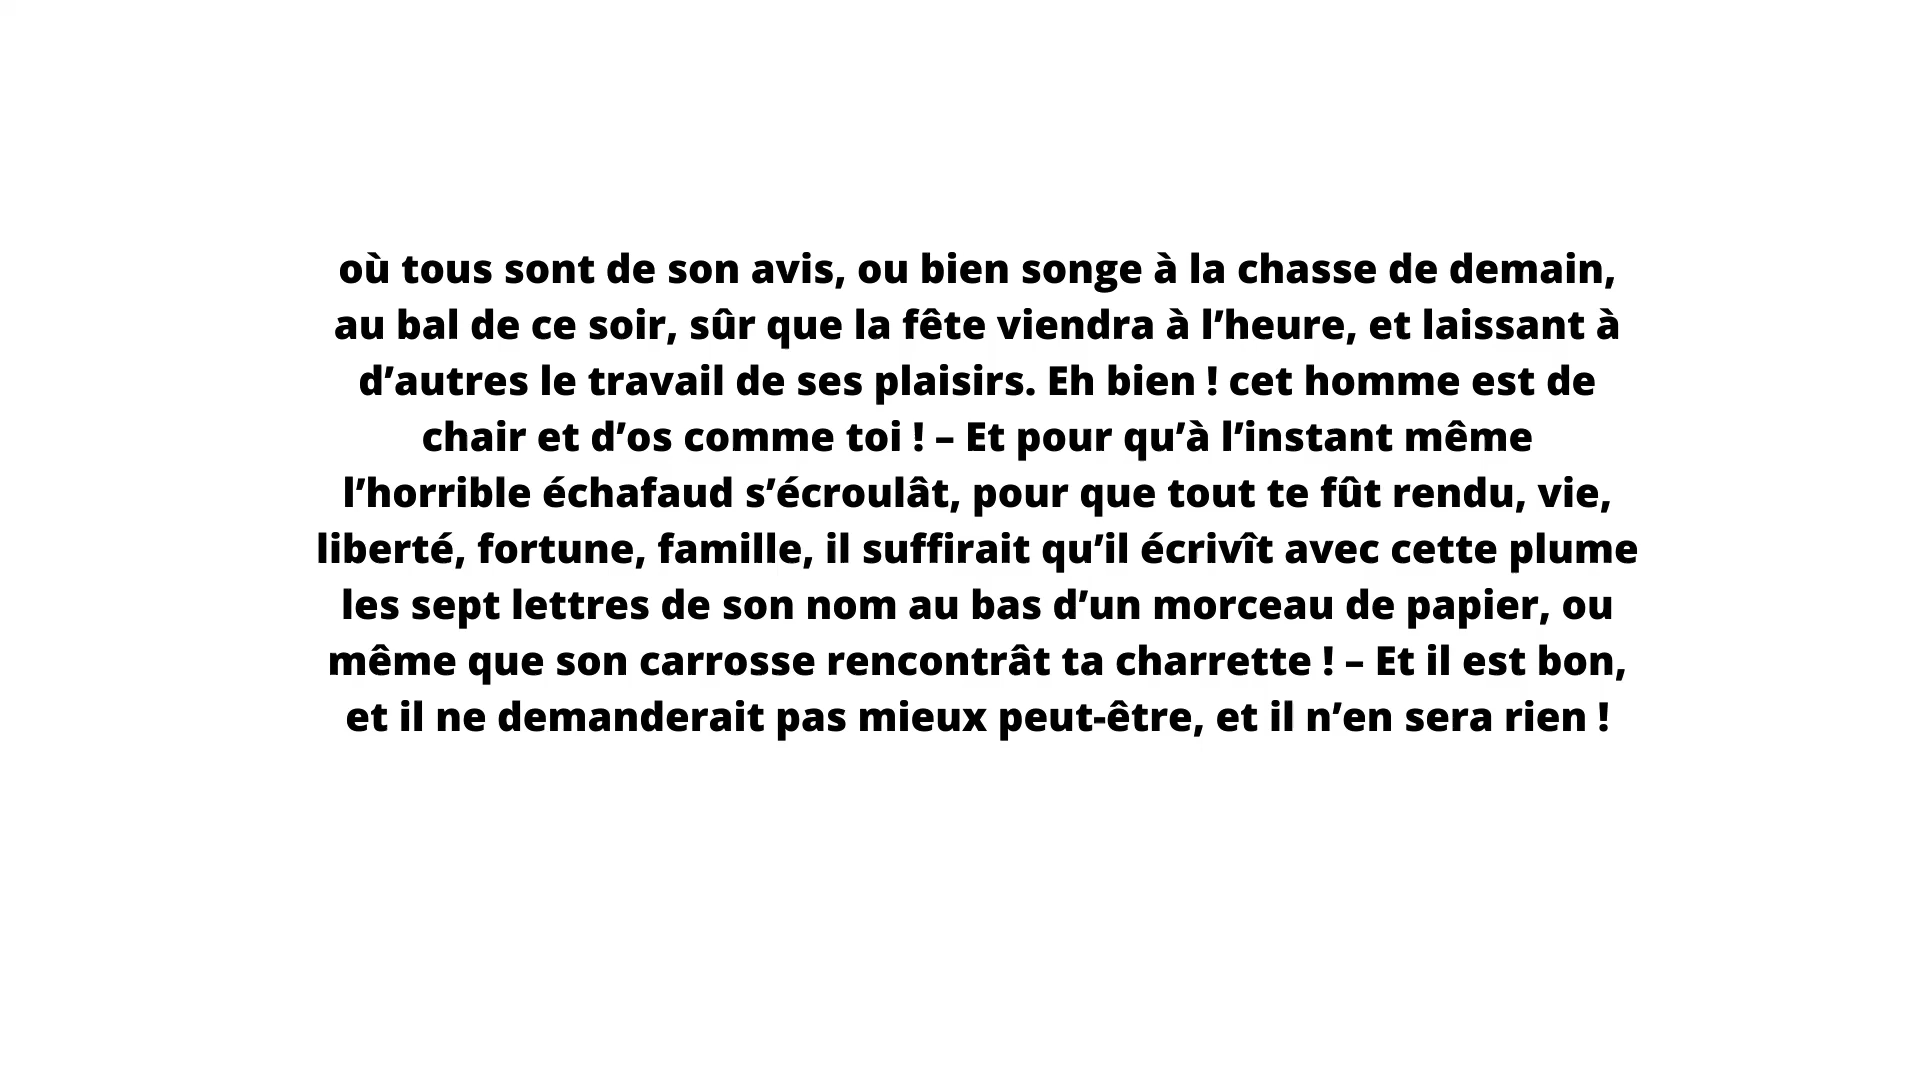 où tous sont de son avis, ou bien songe à la chasse de demain,
au bal de ce soir, sûr que la fête viendra à l’heure, et laissant à
d’autres le travail de ses plaisirs. Eh bien ! cet homme est de
chair et d’os comme toi ! – Et pour qu’à l’instant même
l’horrible échafaud s’écroulât, pour que tout te fût rendu, vie,
liberté, fortune, famille, il suffirait qu’il écrivît avec cette plume
les sept lettres de son nom au bas d’un morceau de papier, ou
même que son carrosse rencontrât ta charrette ! – Et il est bon,
et il ne demanderait pas mieux peut-être, et il n’en sera rien !